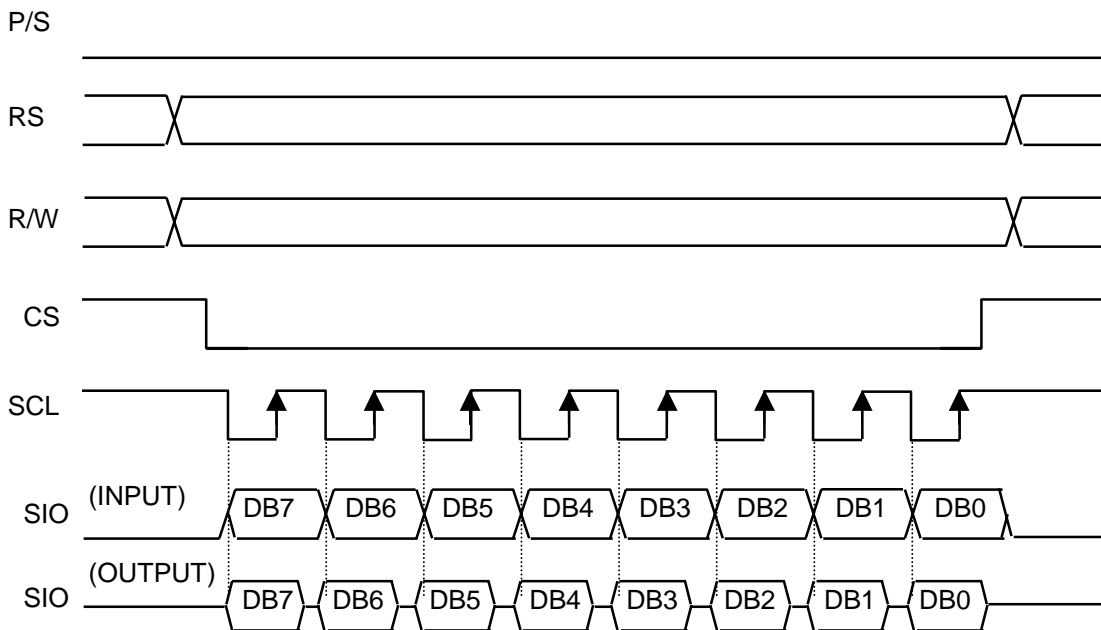 P/S
RS
R/W
CS
SCL
SIO (INPUT) DB7 DB6 DB5 DB4 DB3 DB2 DB1 DB0
SIO (OUTPUT) DB7 DB6 DB5 DB4 DB3 DB2 DB1 DB0